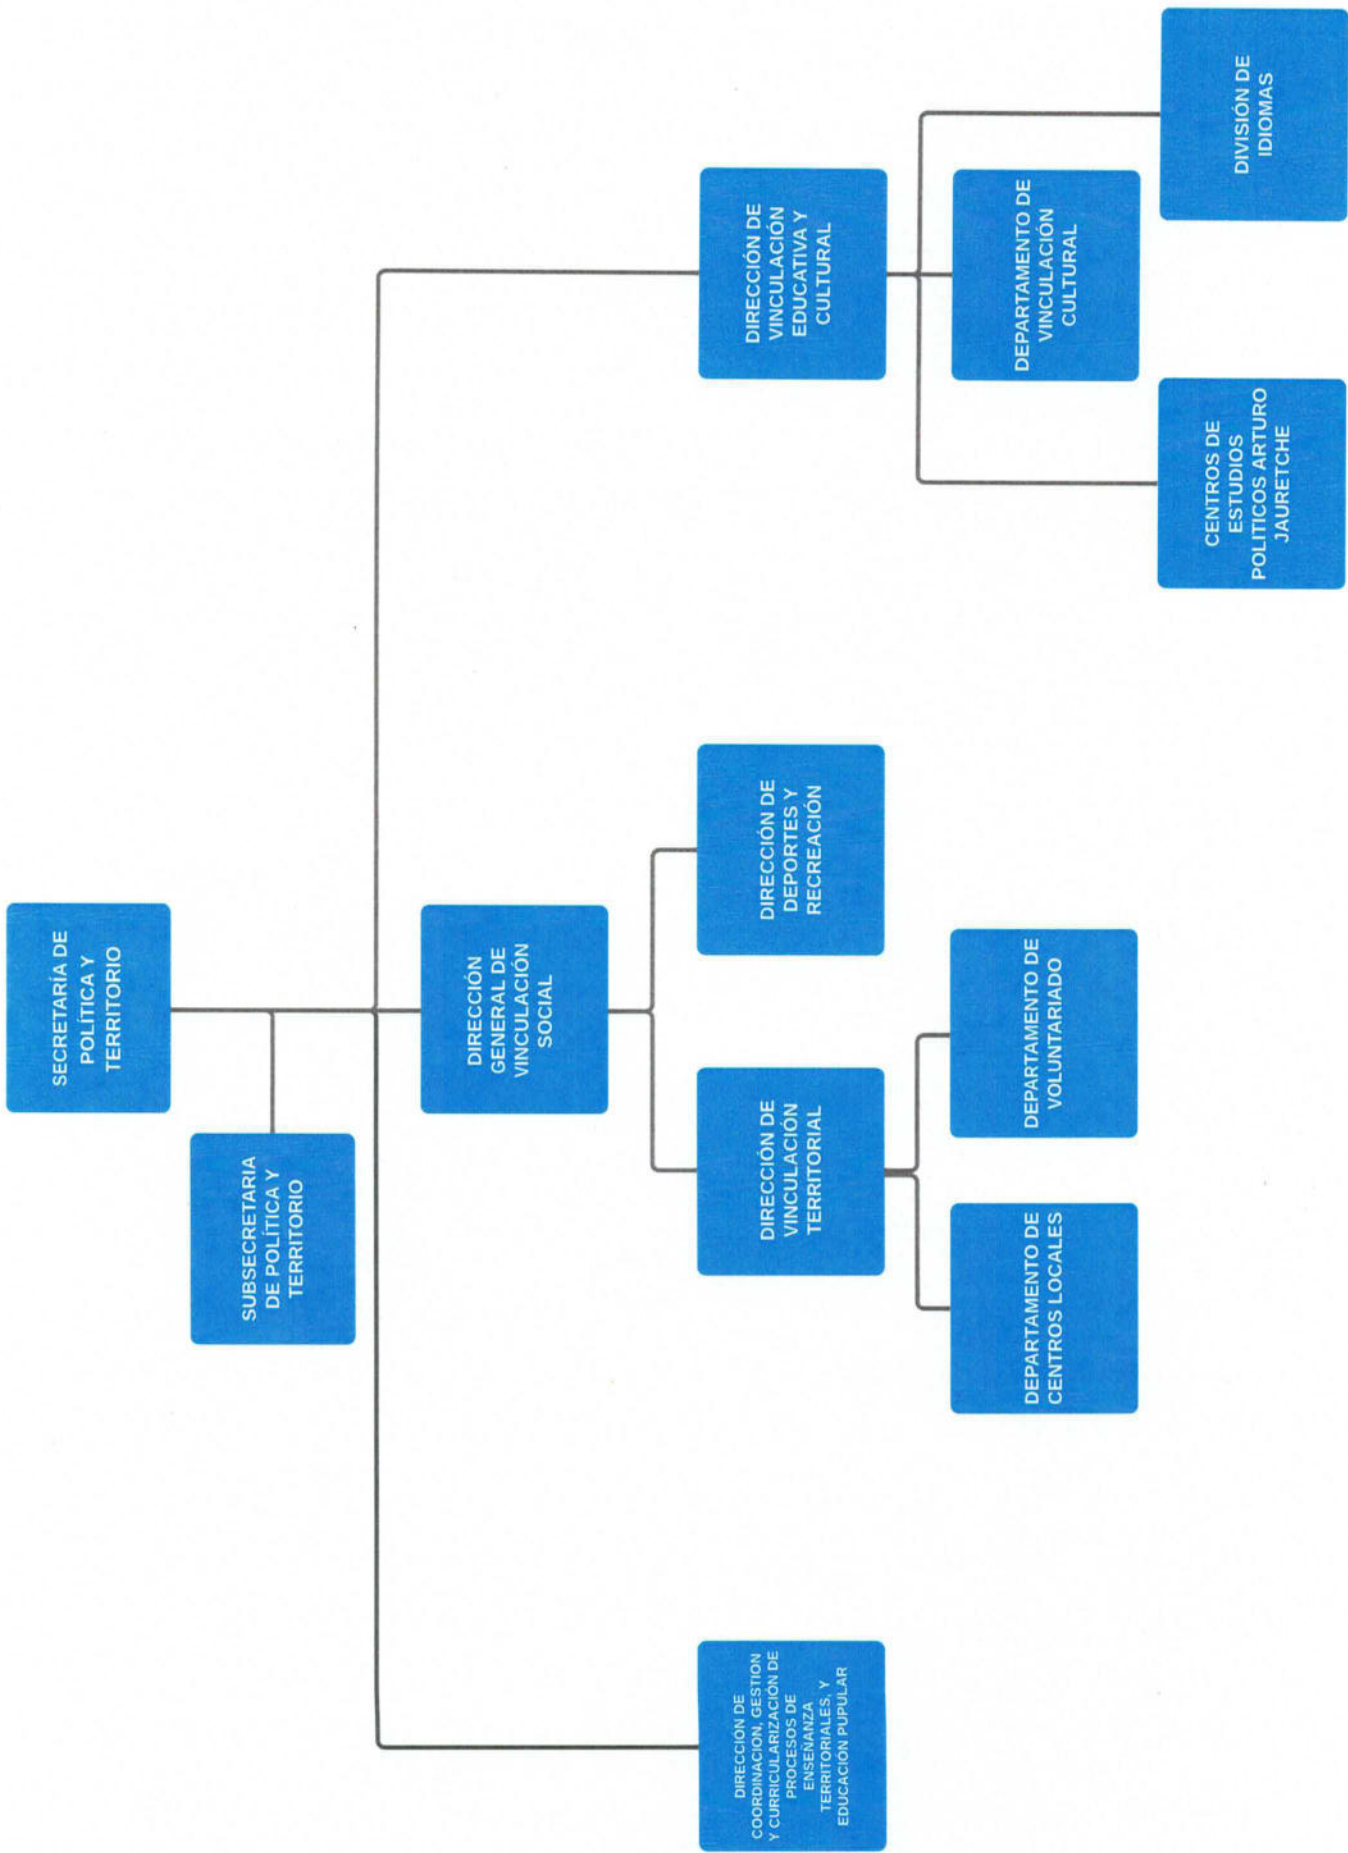 SECRETARÍA DE
POLÍTICA Y
TERRITORIO
SUBSECRETARIA
DE POLÍTICA Y
TERRITORIO
DIRECCIÓN
GENERAL DE
VINCULACIÓN
SOCIAL
DIRECCIÓN DE
COORDINACION, GESTION
Y CURRICULARIZACIÓN DE
PROCESOS DE
ENSEÑANZA
TERRITORIALES, Y
EDUCACIÓN PUPULAR
DIRECCIÓN DE
VINCULACIÓN
TERRITORIAL
DIRECCIÓN DE
DEPORTES Y
RECREACIÓN
DIRECCIÓN DE
VINCULACIÓN
EDUCATIVA Y
CULTURAL
DEPARTAMENTO DE
CENTROS LOCALES
DEPARTAMENTO DE
VOLUNTARIADO
DEPARTAMENTO DE
VINCULACIÓN
CULTURAL
CENTROS DE
ESTUDIOS
POLITICOS ARTURO
JAURETCHE
DIVISIÓN DE
IDIOMAS